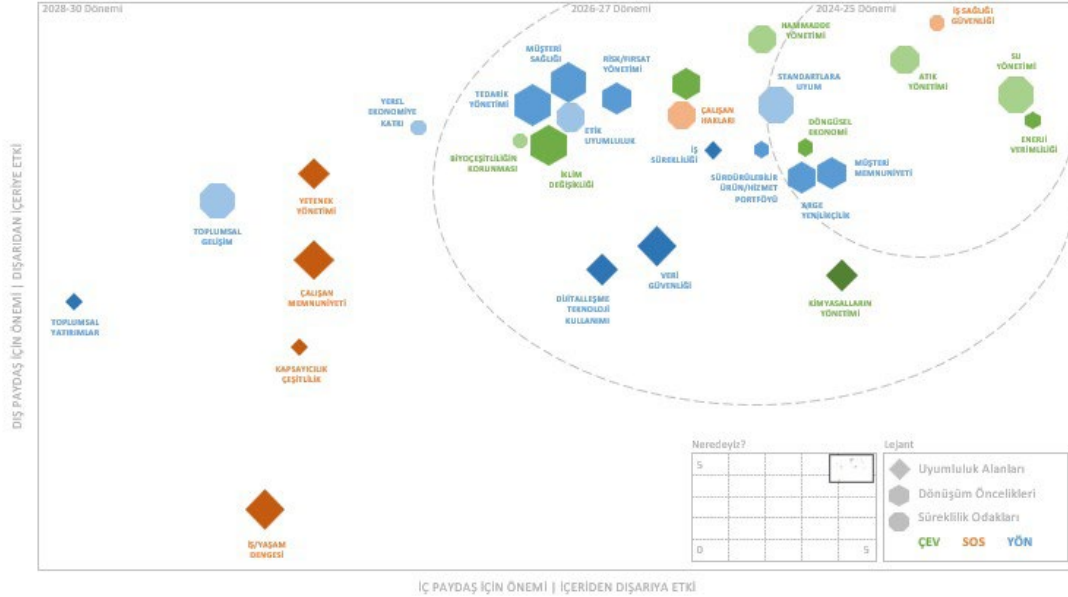 2028-30 Dönemi
2026-27 Dönemi
2024-25 Dönemi
İŞ SAĞLIĞI
GÜVENLİĞİ
HAMMADDE
YÖNETİMİ
MÜŞTERİ
SAĞLIĞI
RİSK/FIRSAT
YÖNETİMİ
SU
YÖNETİMİ
ATIK
YÖNETİMİ
STANDARTLARA
UYUM
TEDARİK
YÖNETİMİ
YEREL
EKONOMİYE
KATKI
ÇALIŞAN
HAKLARI
DÖNGÜSEL
EKONOMİ
ETİK
UYUMLULUK
ENERJİ
VERİMLİLİĞİ
BİYOÇEŞİTLİLİĞİN
KORUNMASI
İŞ
SÜREKLİLİĞİ
MÜŞTERİ
MEMNUNİYETİ
İKLİM
DEĞİŞİKLİĞİ
SÜRDÜRÜLEBİLİR
ÜRÜN/HİZMET
PORTFÖYÜ
ARGE
YENİLİKÇİLİK
YETENEK
YÖNETİMİ
TOPLUMSAL
GELİŞİM
VERİ
GÜVENLİĞİ
ÇALIŞAN
MEMNUNİYETİ
DİJİTALLEŞME
TEKNOLOJİ
KULLANIMI
KİMYASALLARIN
YÖNETİMİ
TOPLUMSAL
YATIRIMLAR
KAPSAYICILIK
ÇEŞİTLİLİK
İŞ/YAŞAM
DENGESİ
DIŞ PAYDAŞ İÇİN ÖNEMİ | DIŞARIDAN İÇERİYE ETKİ
Neredeyiz?
5
0
5
Lejant
Uyumluluk Alanları
Dönüşüm Öncelikleri
Süreklilik Odakları
ÇEV SOS YÖN
İÇ PAYDAŞ İÇİN ÖNEMİ | İÇERİDEN DIŞARIYA ETKİ